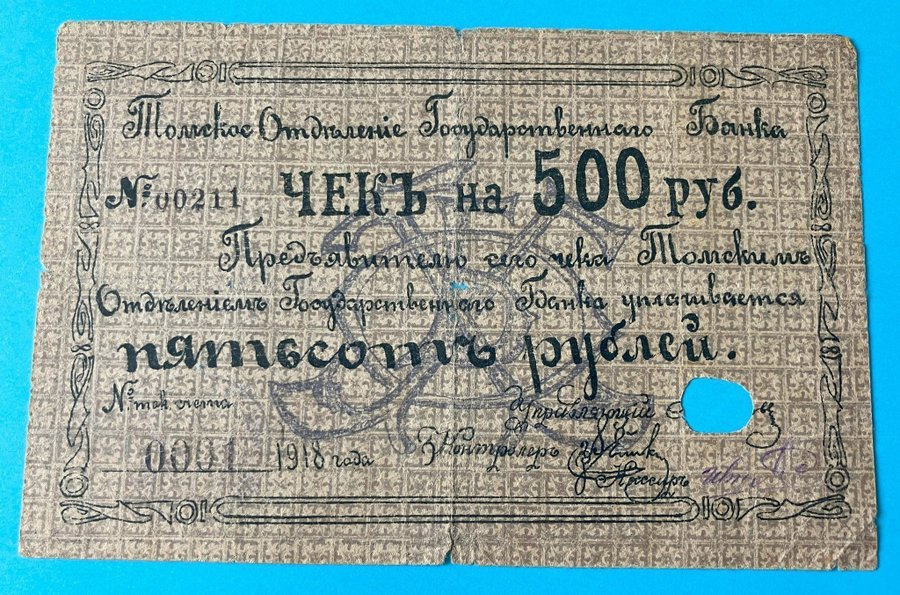 Томское Отдѣленіе Государственнаго Банка
№ 00211 ЧЕКЪ на 500 руб.
Предъявителю сего чека Томскимъ
Отдѣленіемъ Государственнаго Банка уплачивается
пятьсотъ рублей.
№ тек. счета Управляющій
0001 1918 года Контролеръ
Кассиръ